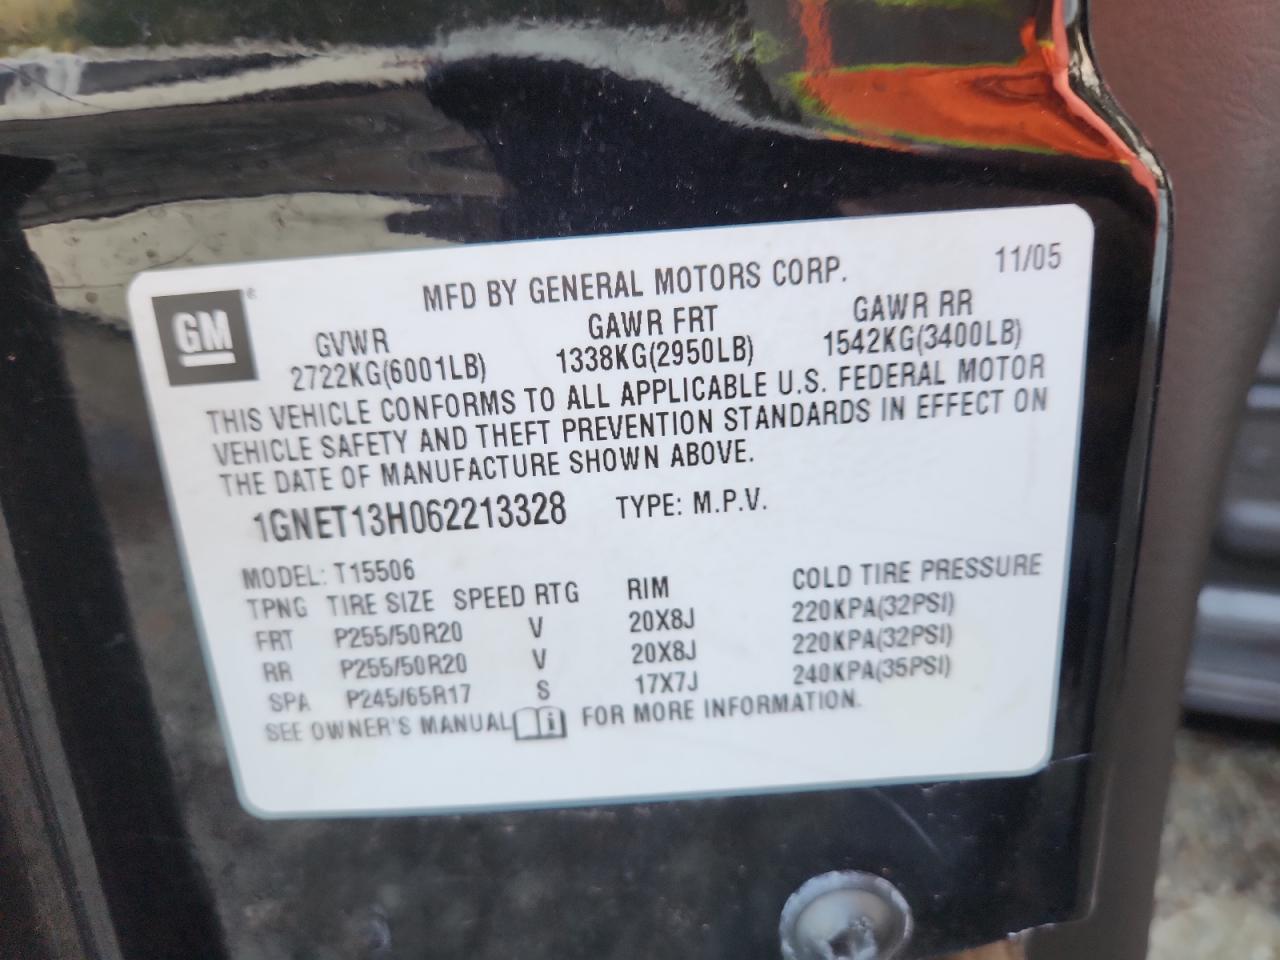 MFD BY GENERAL MOTORS CORP. 11/05
GM®
GVWR GAWR FRT GAWR RR
2722KG(6001LB) 1338KG(2950LB) 1542KG(3400LB)
THIS VEHICLE CONFORMS TO ALL APPLICABLE U.S. FEDERAL MOTOR
VEHICLE SAFETY AND THEFT PREVENTION STANDARDS IN EFFECT ON
THE DATE OF MANUFACTURE SHOWN ABOVE.
1GNET13H062213328 TYPE: M.P.V.
MODEL: T15506
TPNG TIRE SIZE SPEED RTG RIM COLD TIRE PRESSURE
FRT P255/50R20 V 20X8J 220KPA(32PSI)
RR P255/50R20 V 20X8J 220KPA(32PSI)
SPA P245/65R17 S 17X7J 240KPA(35PSI)
SEE OWNER'S MANUAL i FOR MORE INFORMATION.